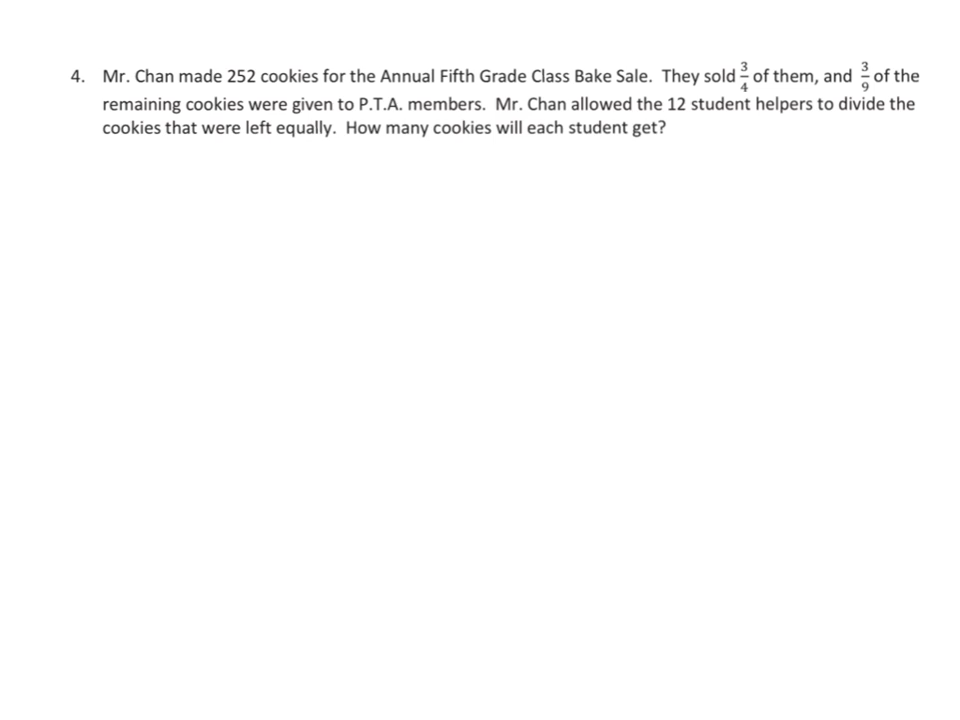 4. Mr. Chan made 252 cookies for the Annual Fifth Grade Class Bake Sale. They sold 3/4 of them, and 3/9 of the
remaining cookies were given to P.T.A. members. Mr. Chan allowed the 12 student helpers to divide the
cookies that were left equally. How many cookies will each student get?